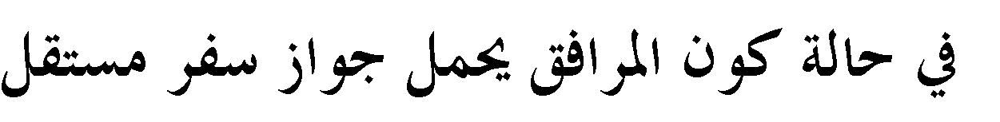 في حالة كون المرافق يحمل جواز سفر مستقل